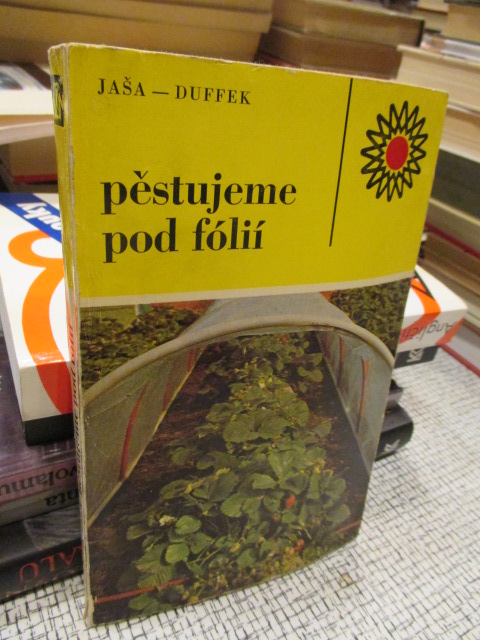 JAŠA — DUFFEK
pěstujeme
pod fólií